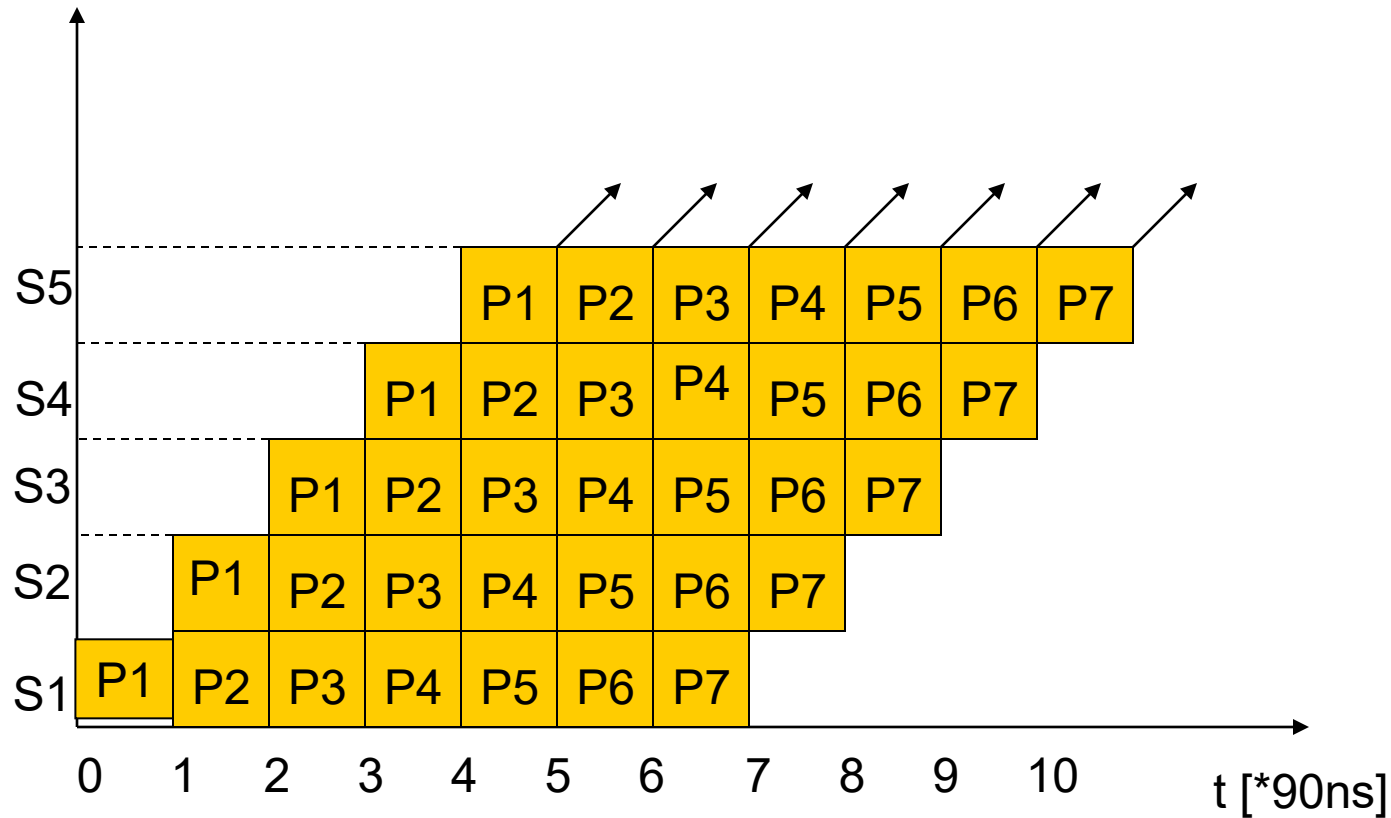 S5 P1 P2 P3 P4 P5 P6 P7
S4 P1 P2 P3 P4 P5 P6 P7
S3 P1 P2 P3 P4 P5 P6 P7
S2 P1 P2 P3 P4 P5 P6 P7
S1 P1 P2 P3 P4 P5 P6 P7
0 1 2 3 4 5 6 7 8 9 10 t [*90ns]